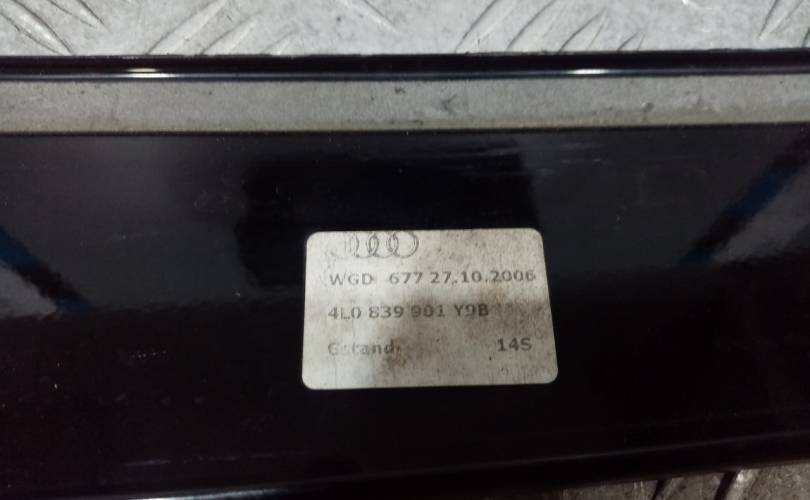 WGD 677 27.10.2006
4L0 839 901 Y9B
Gstand 14S